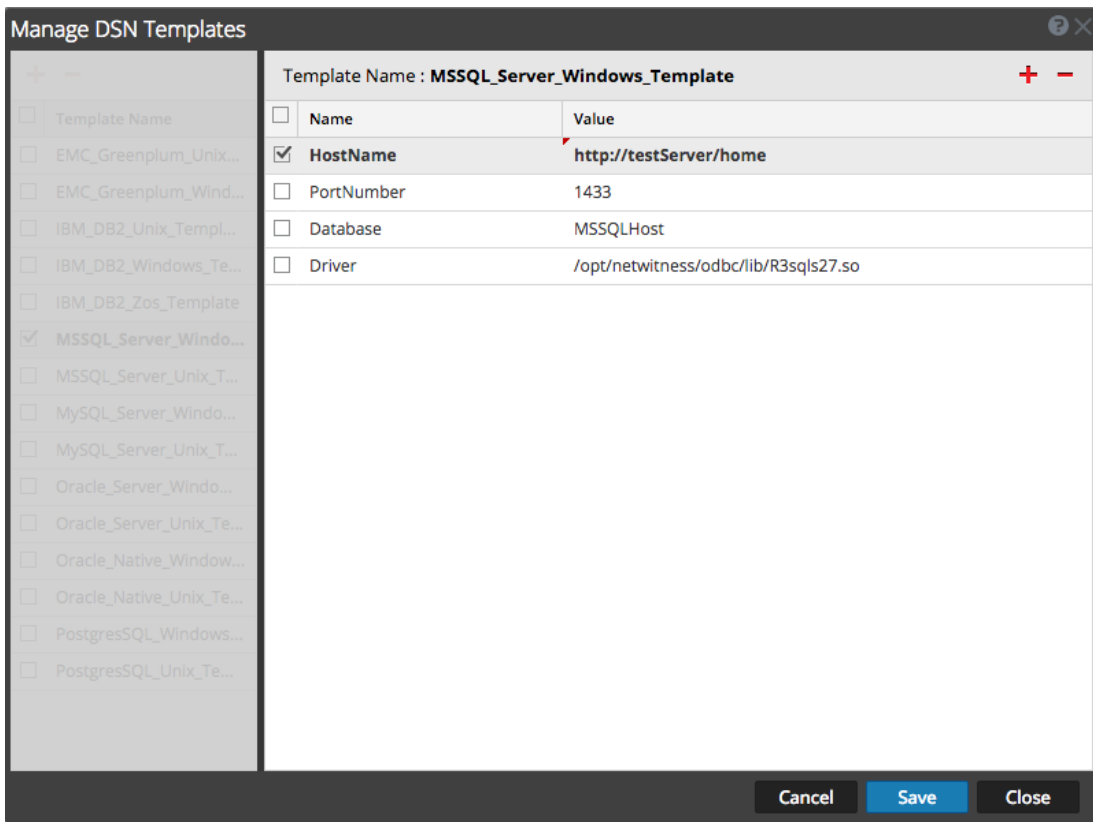 Manage DSN Templates
Template Name : MSSQL_Server_Windows_Template
Template Name
EMC_Greenplum_Unix...
EMC_Greenplum_Wind...
IBM_DB2_Unix_Templ...
IBM_DB2_Windows_Te...
IBM_DB2_Zos_Template
MSSQL_Server_Windo...
MSSQL_Server_Unix_T...
MySQL_Server_Windo...
MySQL_Server_Unix_T...
Oracle_Server_Windo...
Oracle_Server_Unix_Te...
Oracle_Native_Window...
Oracle_Native_Unix_Te...
PostgresSQL_Windows...
PostgresSQL_Unix_Te...
Name Value
HostName http://testServer/home
PortNumber 1433
Database MSSQLHost
Driver /opt/netwitness/odbc/lib/R3sqls27.so
Cancel Save Close